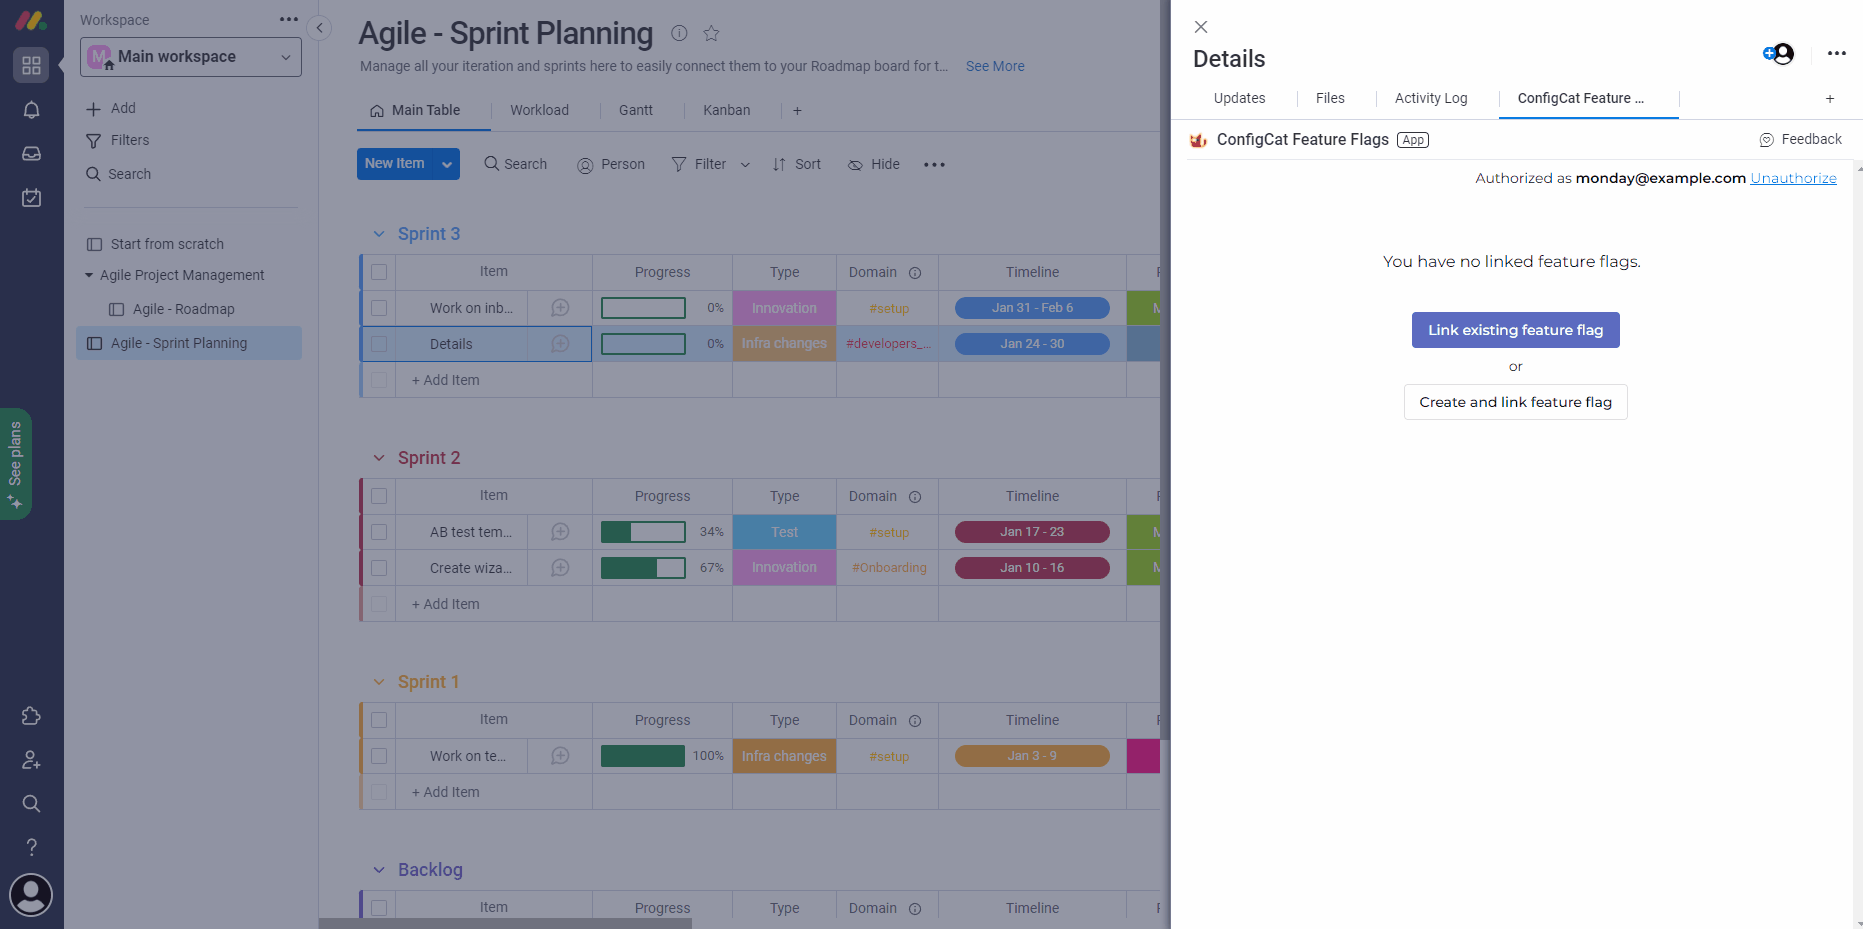 Workspace
M Main workspace
Add
Filters
Search
Start from scratch
Agile Project Management
Agile - Roadmap
Agile - Sprint Planning
See plans
Agile - Sprint Planning
Manage all your iteration and sprints here to easily connect them to your Roadmap board for t... See More
Main Table Workload Gantt Kanban +
New Item Search Person Filter Sort Hide
Sprint 3
Item Progress Type Domain Timeline
Work on inb... 0% Innovation #setup Jan 31 - Feb 6
Details 0% Infra changes #developers_... Jan 24 - 30
+ Add Item
Sprint 2
Item Progress Type Domain Timeline
AB test tem... 34% Test #setup Jan 17 - 23
Create wiza... 67% Innovation #Onboarding Jan 10 - 16
+ Add Item
Sprint 1
Item Progress Type Domain Timeline
Work on te... 100% Infra changes #setup Jan 3 - 9
+ Add Item
Backlog
Item Progress Type Domain Timeline
Details
Updates Files Activity Log ConfigCat Feature ... +
ConfigCat Feature Flags App Feedback
Authorized as monday@example.com Unauthorize
You have no linked feature flags.
Link existing feature flag
or
Create and link feature flag